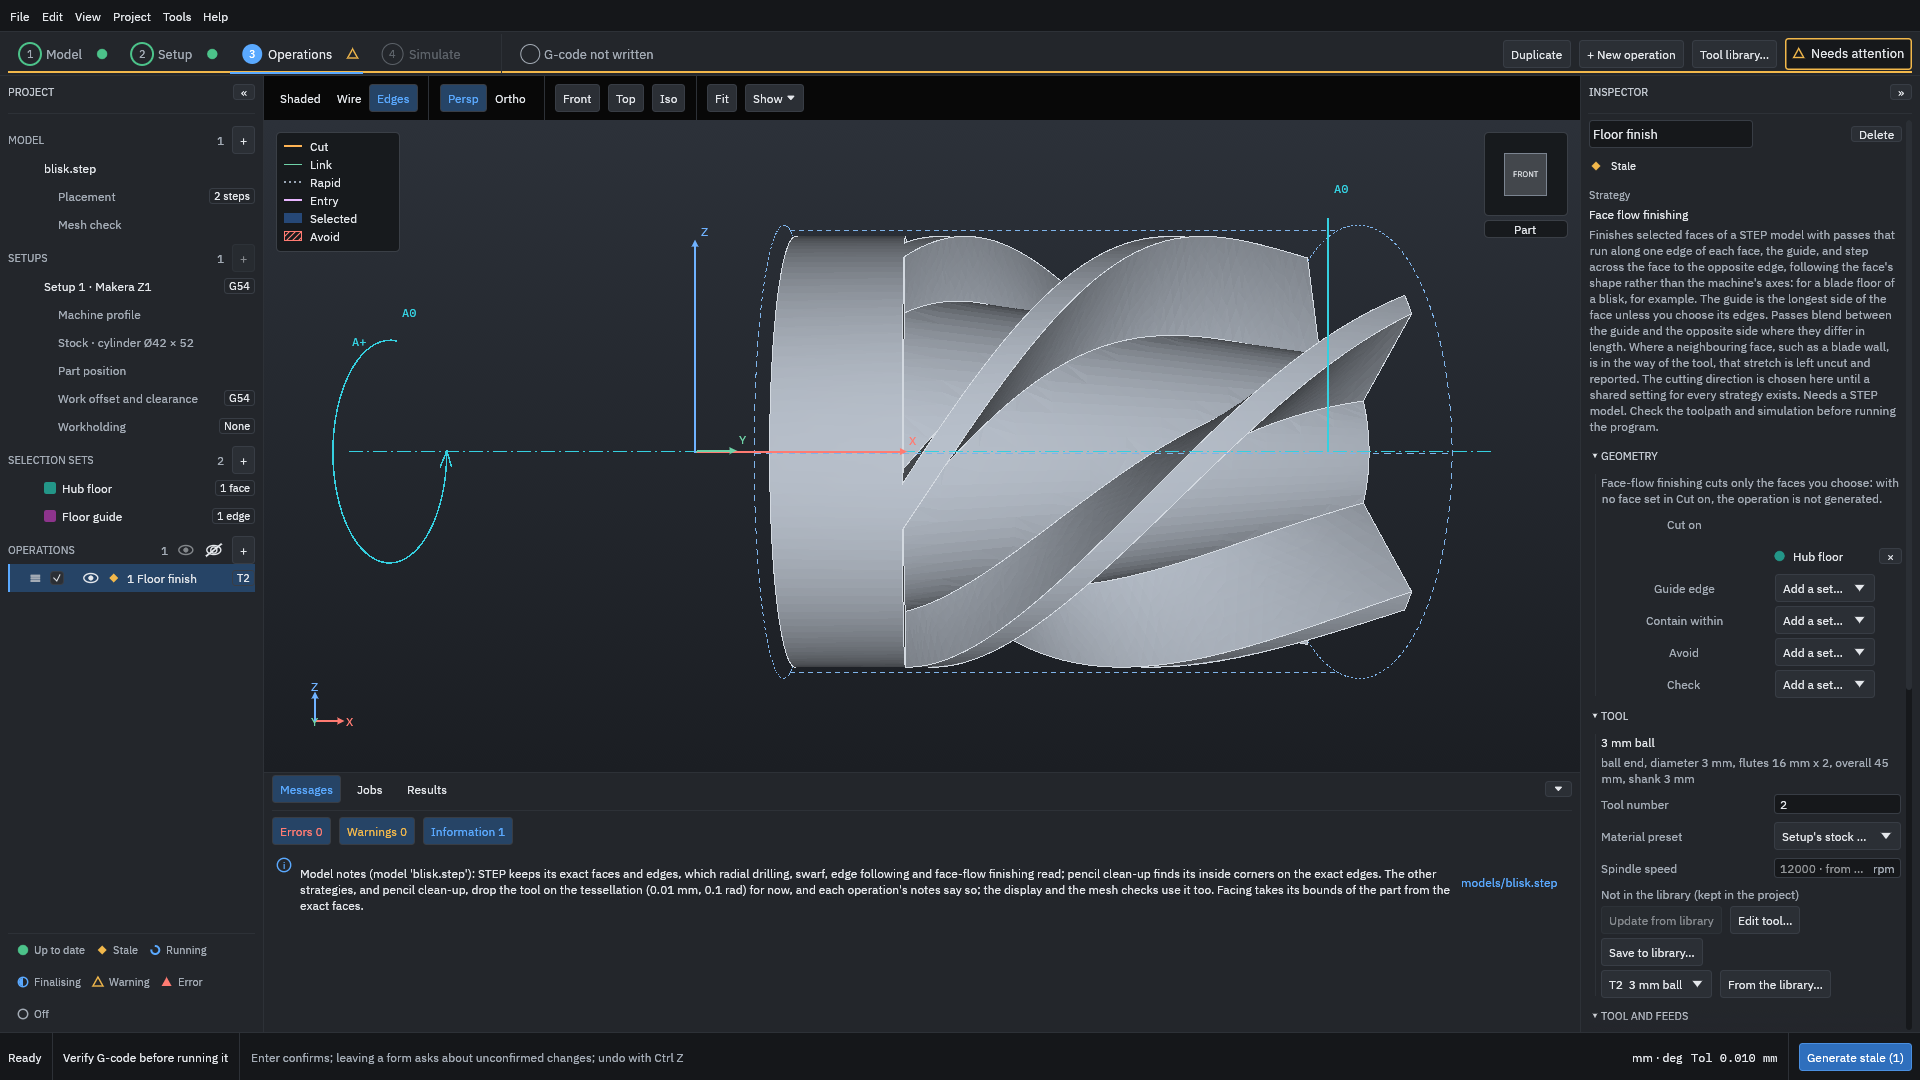 File Edit View Project Tools Help
1 Model 2 Setup 3 Operations 4 Simulate G-code not written Duplicate + New operation Tool library... Needs attention
PROJECT «
MODEL 1 +
blisk.step
Placement 2 steps
Mesh check
SETUPS 1 +
Setup 1 · Makera Z1 G54
Machine profile
Stock · cylinder Ø42 × 52
Part position
Work offset and clearance G54
Workholding None
SELECTION SETS 2 +
Hub floor 1 face
Floor guide 1 edge
OPERATIONS 1 +
1 Floor finish T2
Up to date Stale Running
Finalising Warning Error
Off
Shaded Wire Edges Persp Ortho Front Top Iso Fit Show
Cut
Link
Rapid
Entry
Selected
Avoid
FRONT
Part
A0
Z
A0
A+
Y
X
Z
Y X
Messages Jobs Results
Errors 0 Warnings 0 Information 1
Model notes (model 'blisk.step'): STEP keeps its exact faces and edges, which radial drilling, swarf, edge following and face-flow finishing read; pencil clean-up finds its inside corners on the exact edges. The other
strategies, and pencil clean-up, drop the tool on the tessellation (0.01 mm, 0.1 rad) for now, and each operation's notes say so; the display and the mesh checks use it too. Facing takes its bounds of the part from the
exact faces.
models/blisk.step
INSPECTOR »
Floor finish Delete
Stale
Strategy
Face flow finishing
Finishes selected faces of a STEP model with passes that
run along one edge of each face, the guide, and step
across the face to the opposite edge, following the face's
shape rather than the machine's axes: for a blade floor of
a blisk, for example. The guide is the longest side of the
face unless you choose its edges. Passes blend between
the guide and the opposite side where they differ in
length. Where a neighbouring face, such as a blade wall,
is in the way of the tool, that stretch is left uncut and
reported. The cutting direction is chosen here until a
shared setting for every strategy exists. Needs a STEP
model. Check the toolpath and simulation before running
the program.
GEOMETRY
Face-flow finishing cuts only the faces you choose: with
no face set in Cut on, the operation is not generated.
Cut on
Hub floor ×
Guide edge Add a set...
Contain within Add a set...
Avoid Add a set...
Check Add a set...
TOOL
3 mm ball
ball end, diameter 3 mm, flutes 16 mm x 2, overall 45
mm, shank 3 mm
Tool number 2
Material preset Setup's stock ...
Spindle speed 12000 · from ... rpm
Not in the library (kept in the project)
Update from library Edit tool...
Save to library...
T2 3 mm ball From the library...
TOOL AND FEEDS
Ready Verify G-code before running it Enter confirms; leaving a form asks about unconfirmed changes; undo with Ctrl Z mm · deg Tol 0.010 mm Generate stale (1)